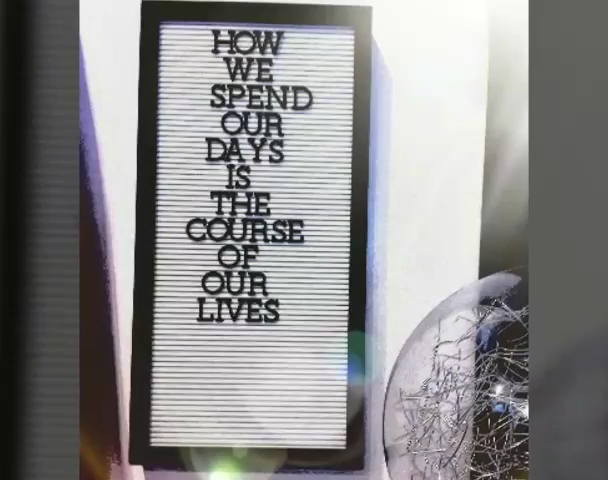 HOW
WE
SPEND
OUR
DAYS
IS
THE
COURSE
OF
OUR
LIVES